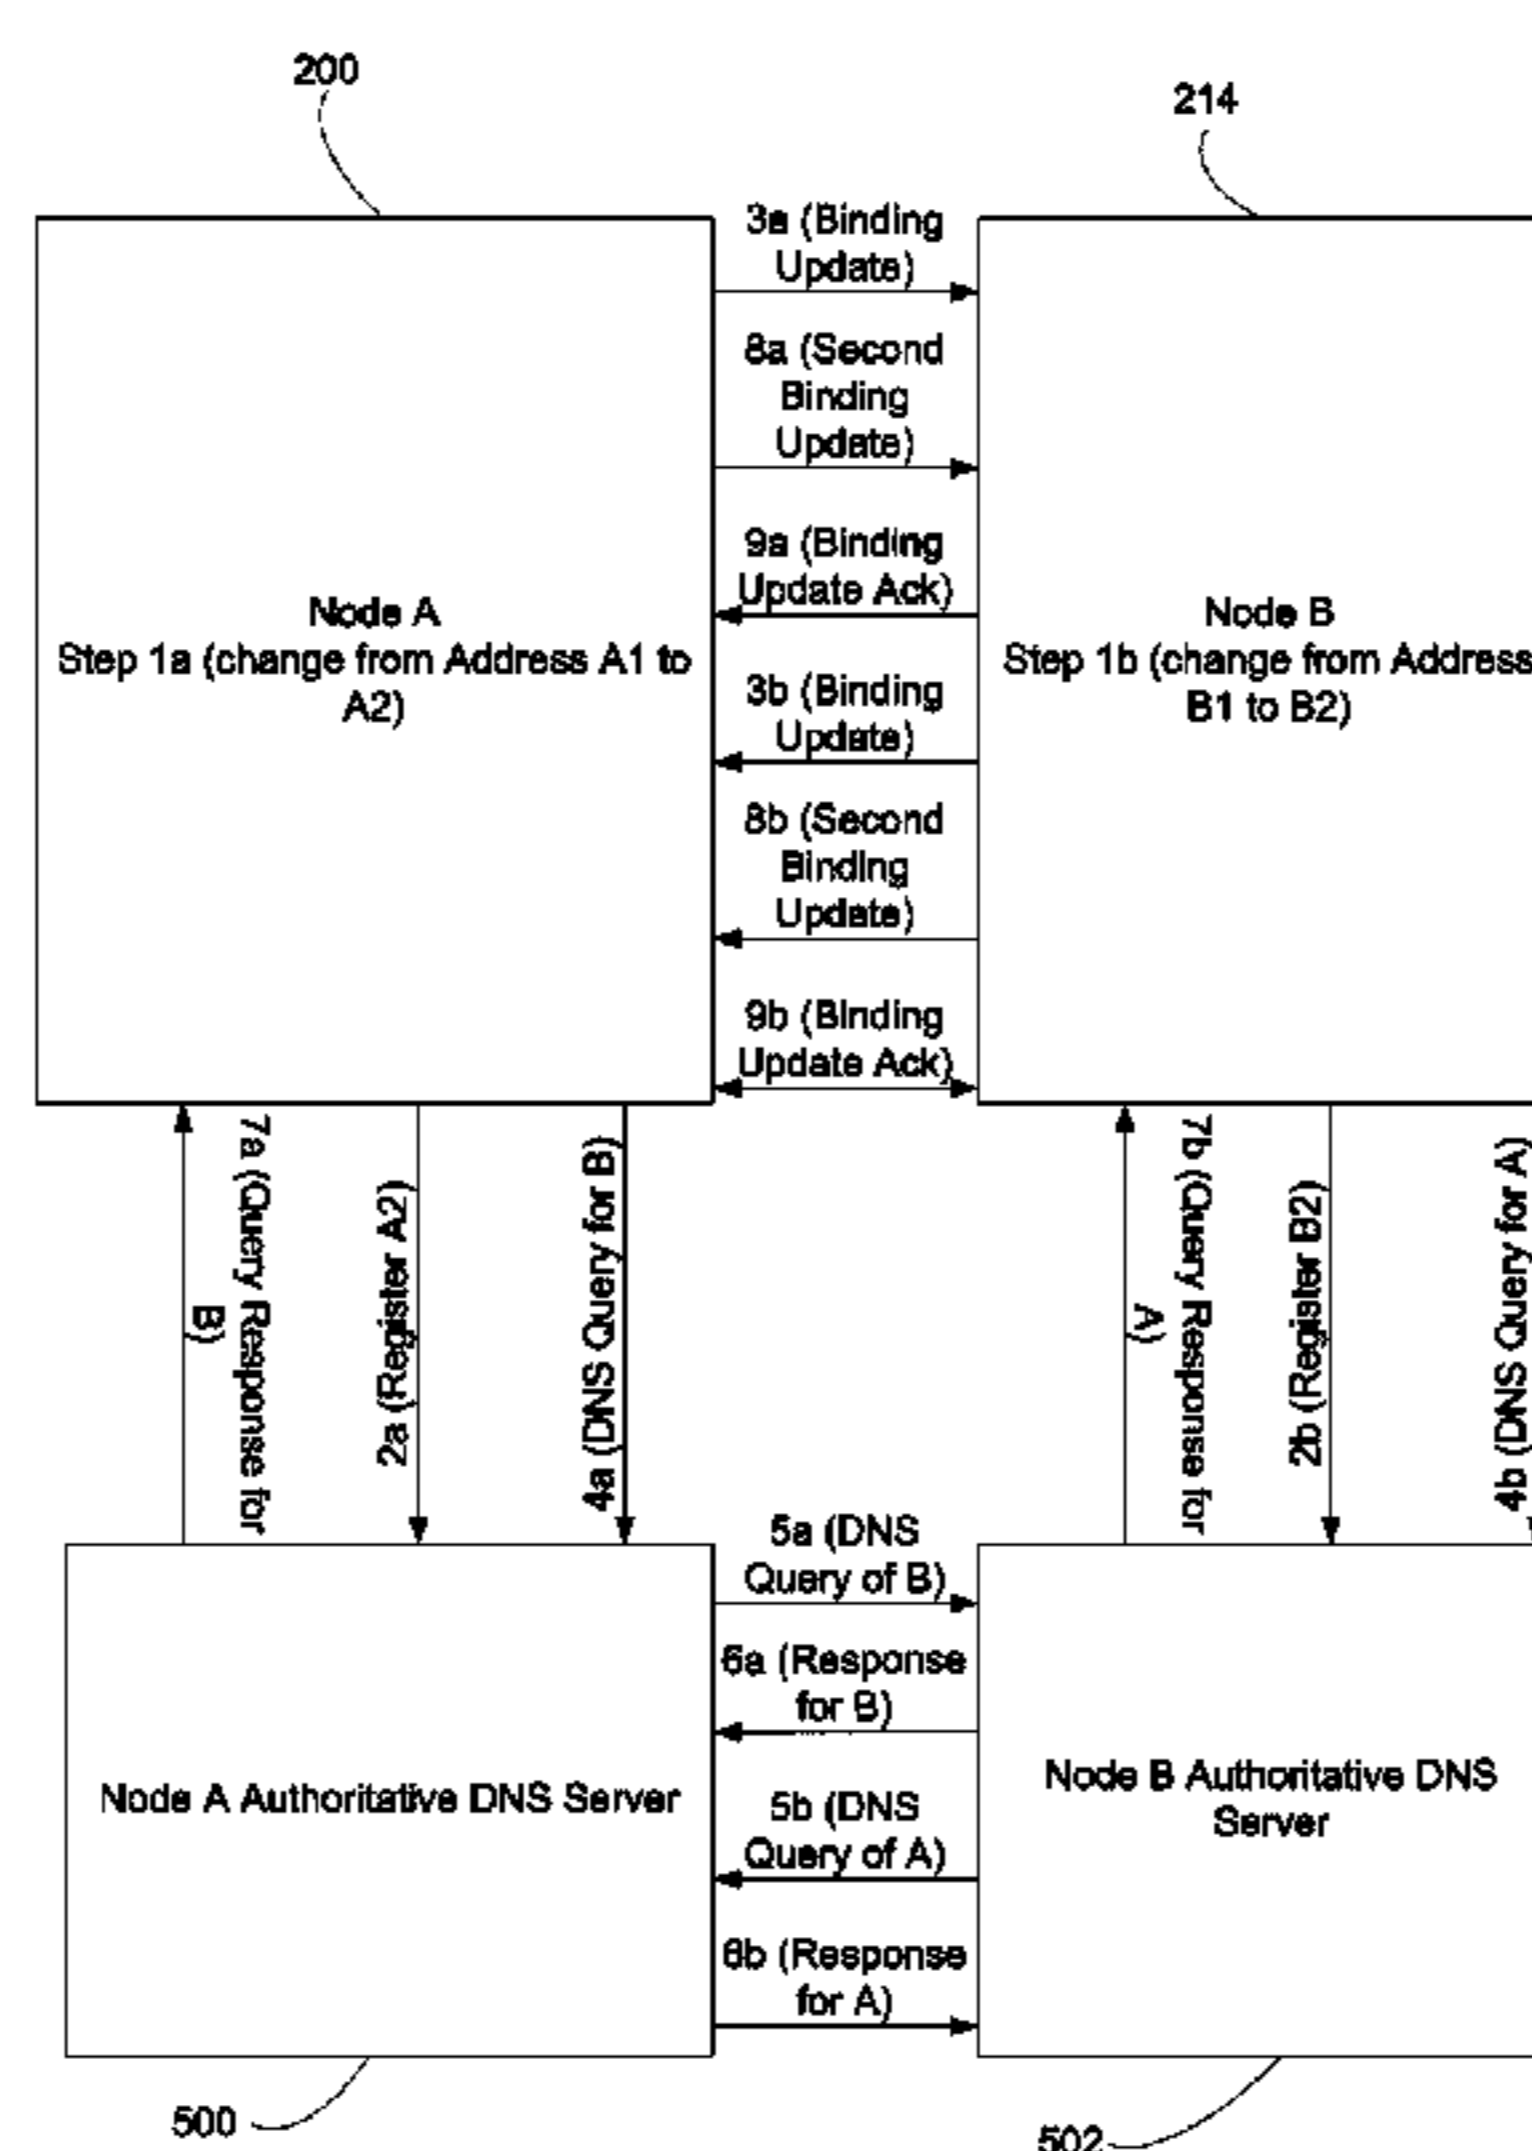 200
214
3a (Binding
Update)
8a (Second
Binding
Update)
9a (Binding
Update Ack)
Node A
Step 1a (change from Address A1 to
A2)
Node B
Step 1b (change from Address
B1 to B2)
3b (Binding
Update)
8b (Second
Binding
Update)
9b (Binding
Update Ack)
7a (Query Response for
B)
2a (Register A2)
4a (DNS Query for B)
7b (Query Response for
A)
2b (Register B2)
4b (DNS Query for A)
5a (DNS
Query of B)
6a (Response
for B)
Node A Authoritative DNS Server
Node B Authoritative DNS
Server
5b (DNS
Query of A)
6b (Response
for A)
500
502